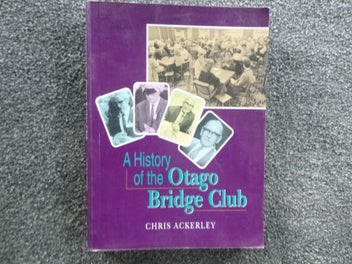 A History
of the Otago
Bridge Club
CHRIS ACKERLEY